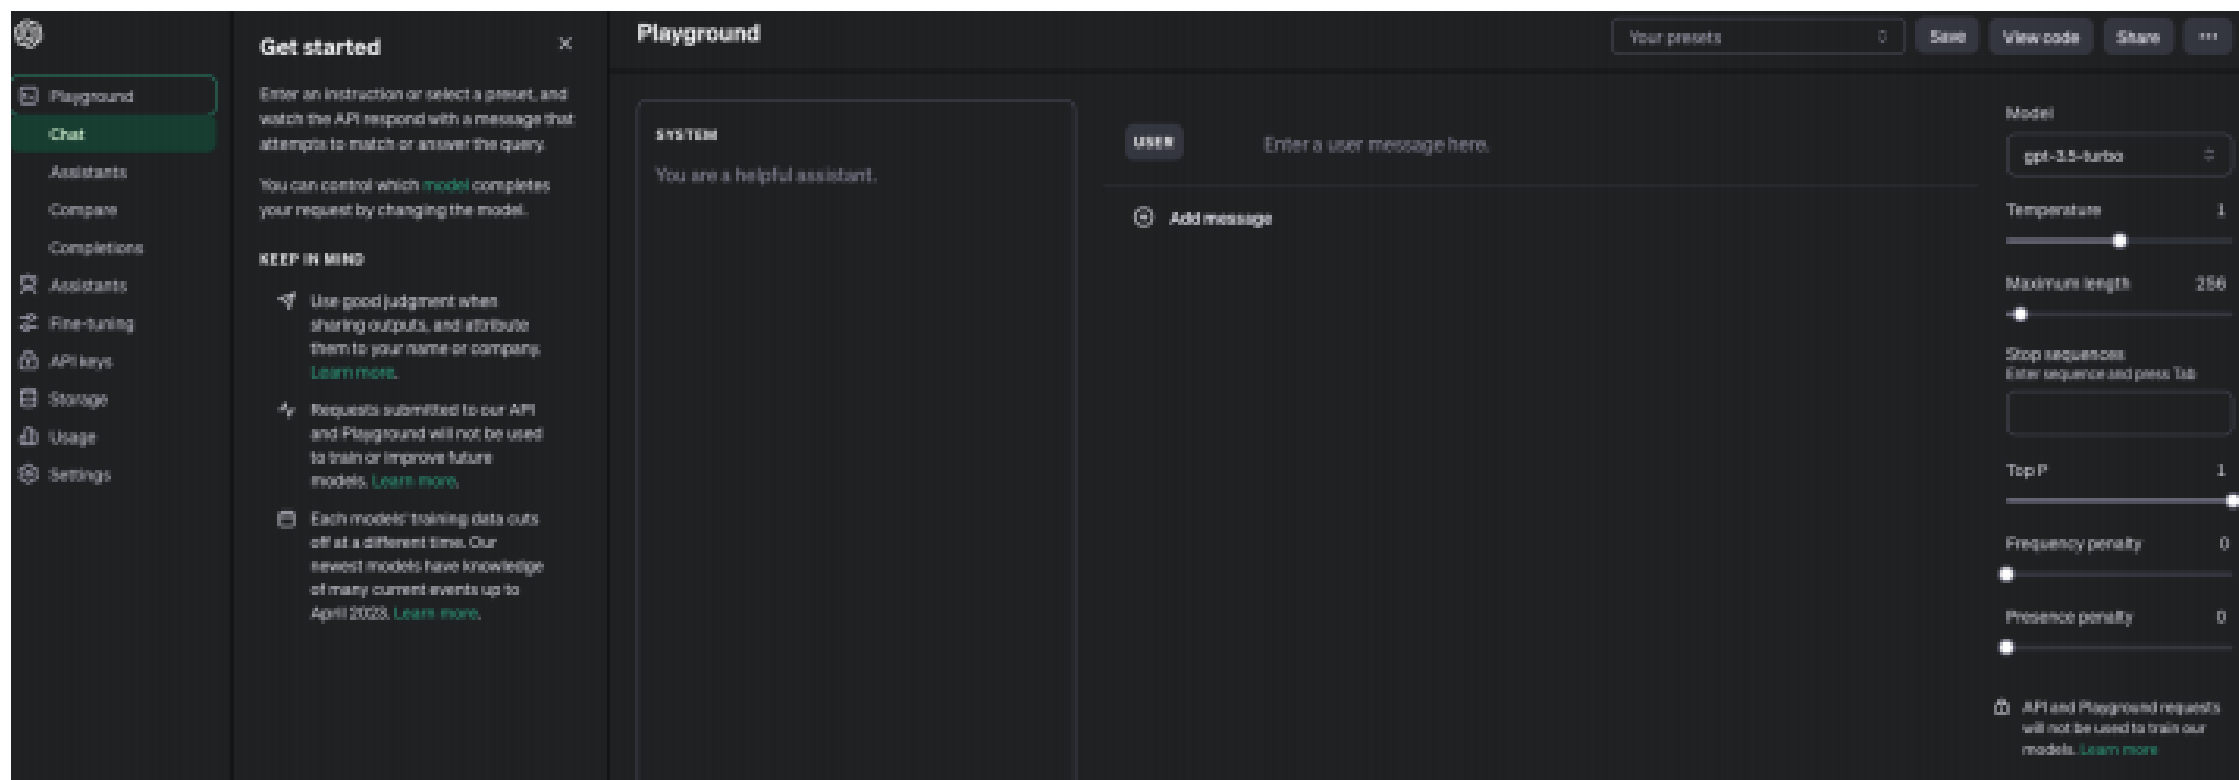 Playground
Chat
Assistants
Compare
Completions
Assistants
Fine-tuning
API keys
Storage
Usage
Settings
Get started
Enter an instruction or select a preset, and
watch the API respond with a message that
attempts to match or answer the query.
You can control which model completes
your request by changing the model.
KEEP IN MIND
Use good judgment when
sharing outputs, and attribute
them to your name or company.
Learn more.
Requests submitted to our API
and Playground will not be used
to train or improve future
models. Learn more.
Each models' training data cuts
off at a different time. Our
newest models have knowledge
of many current events up to
April 2023. Learn more.
Playground
Your presets
Save
View code
Share
SYSTEM
You are a helpful assistant.
USER
Enter a user message here.
Add message
Model
gpt-3.5-turbo
Temperature 1
Maximum length 256
Stop sequences
Enter sequence and press Tab
Top P 1
Frequency penalty 0
Presence penalty 0
API and Playground requests
will not be used to train our
models. Learn more